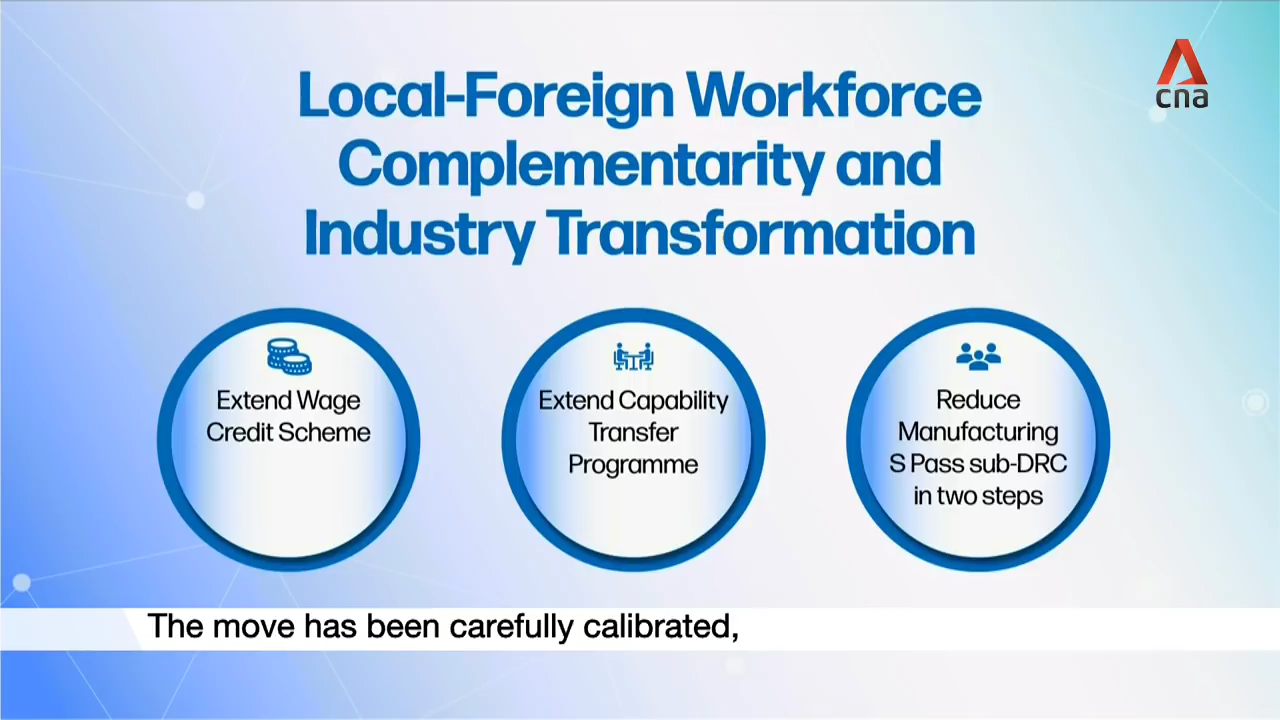 cna
Local-Foreign Workforce
Complementarity and
Industry Transformation
Extend Wage
Credit Scheme
Extend Capability
Transfer
Programme
Reduce
Manufacturing
S Pass sub-DRC
in two steps
The move has been carefully calibrated,